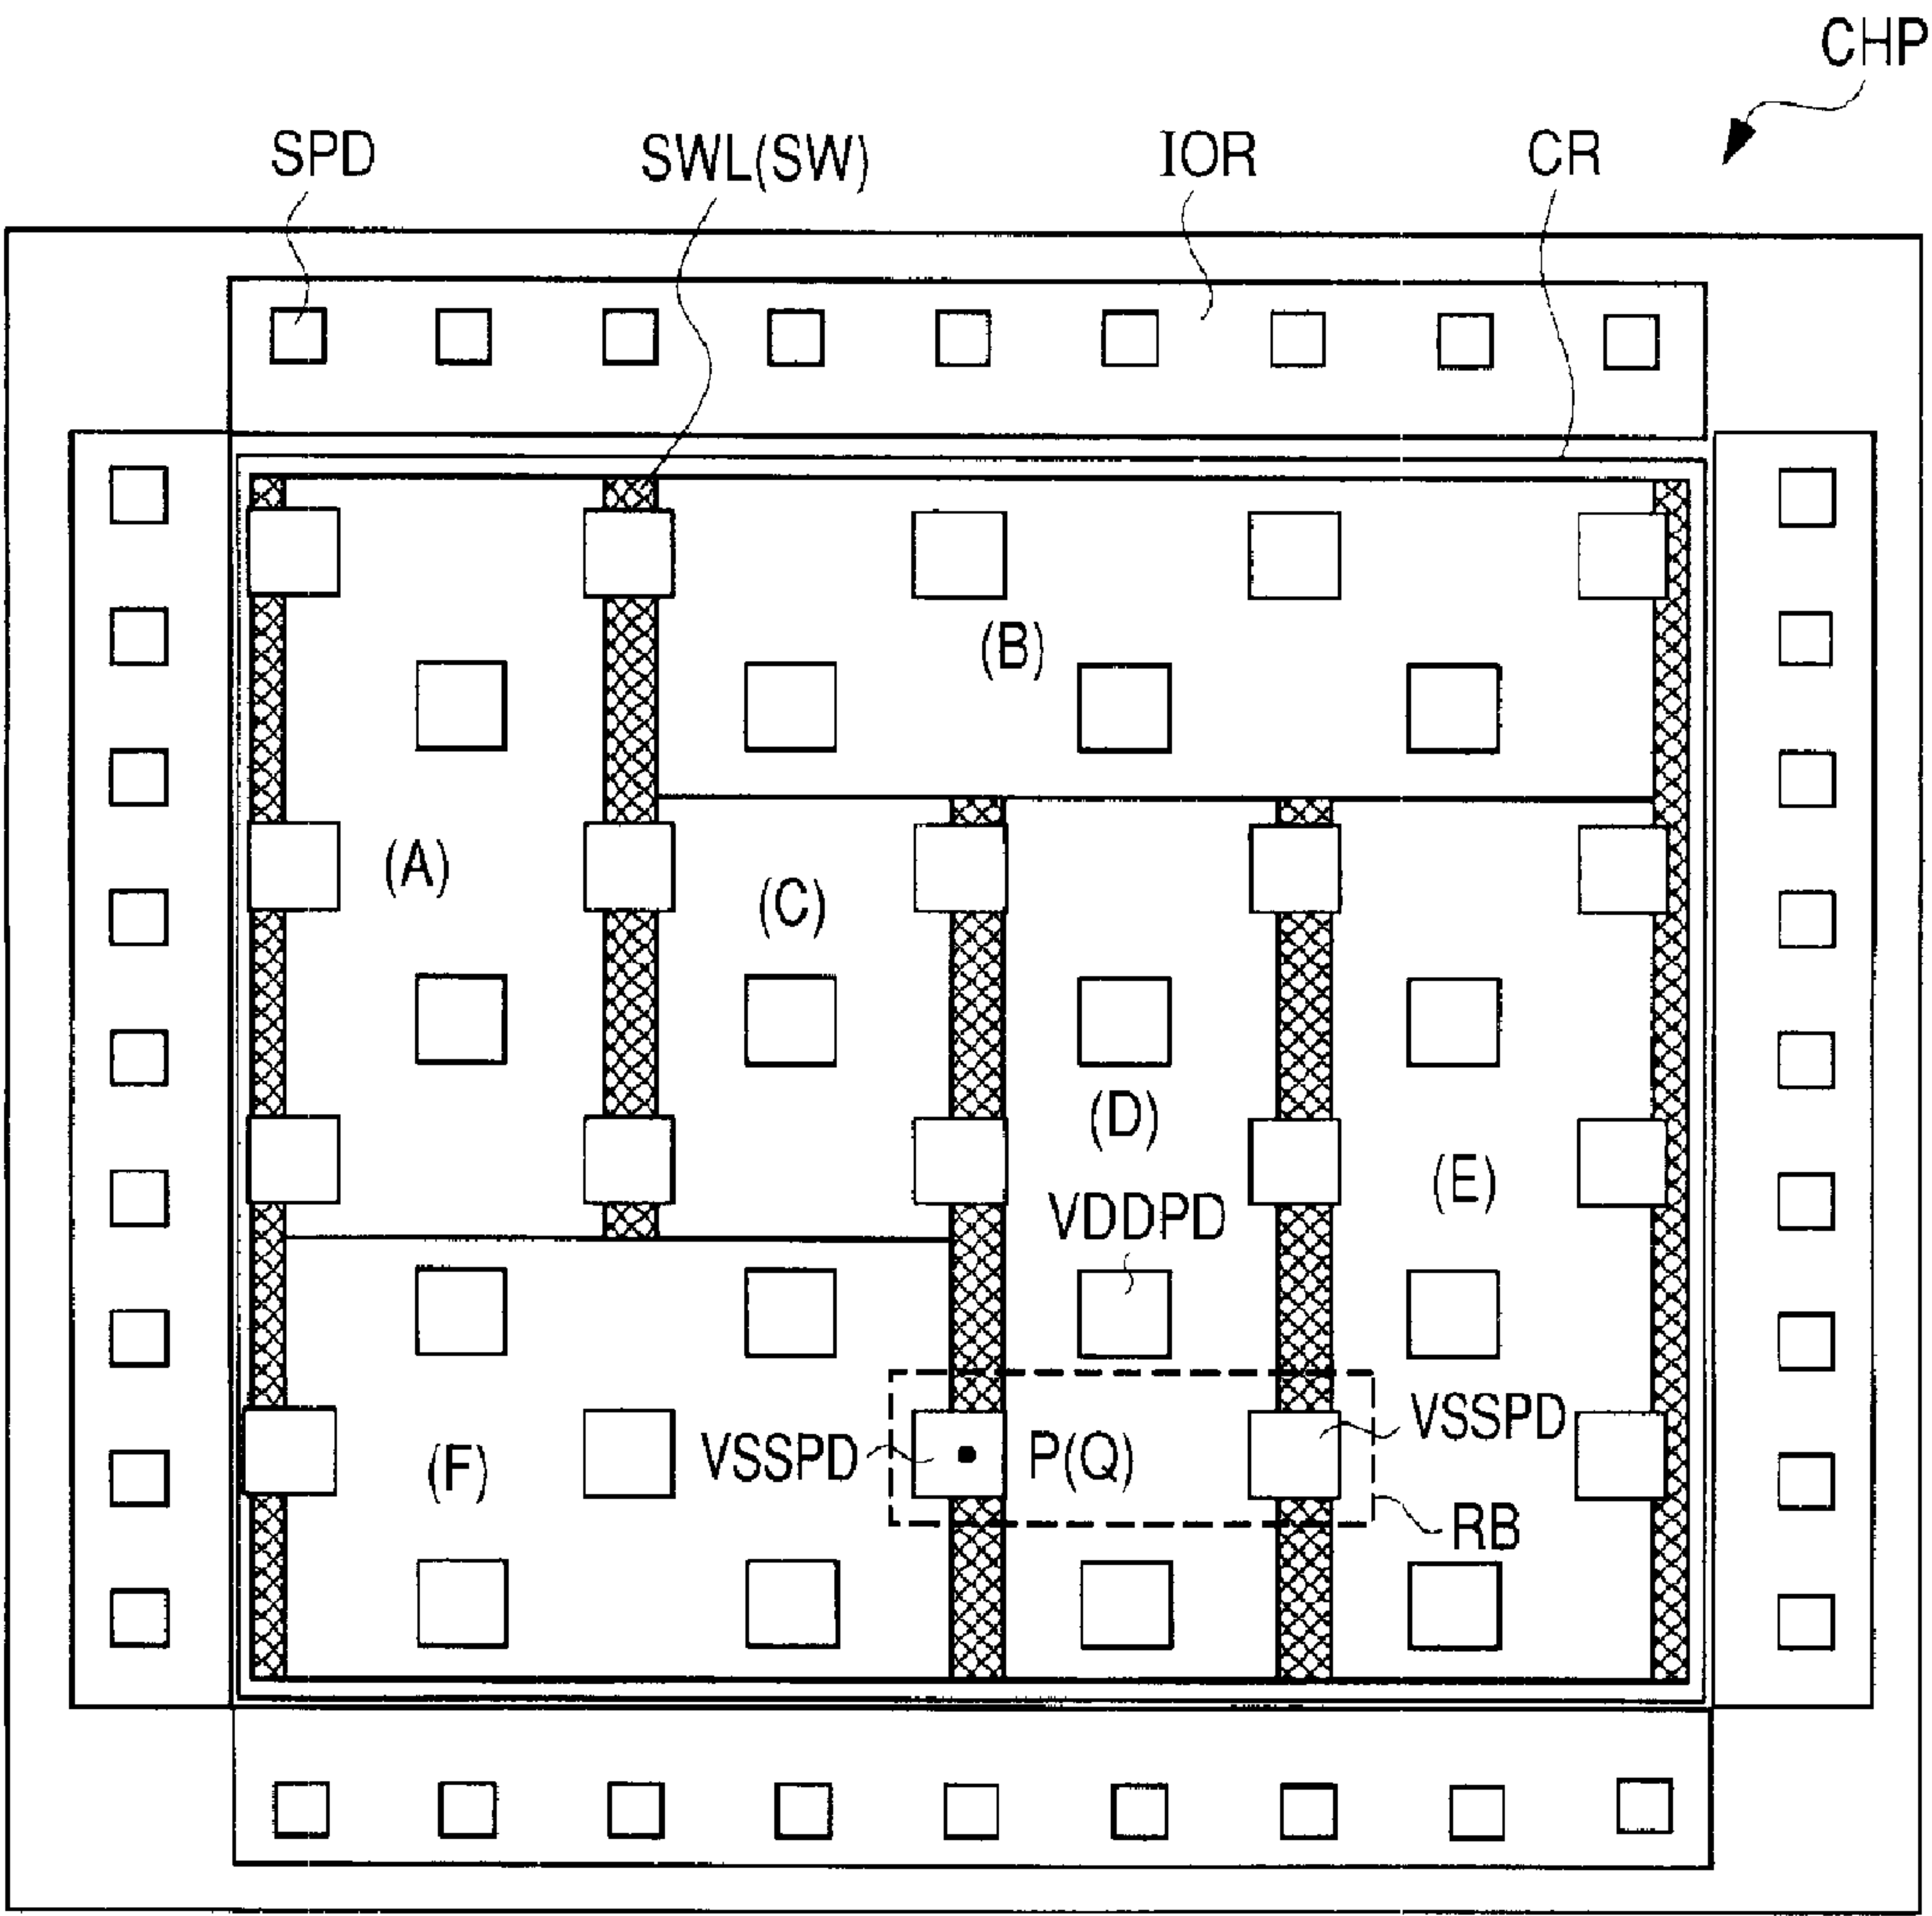 CHP
SPD
SWL(SW)
IOR
CR
(B)
(A)
(C)
(D)
(E)
VDDPD
VSSPD
VSSPD
P(Q)
(F)
RB